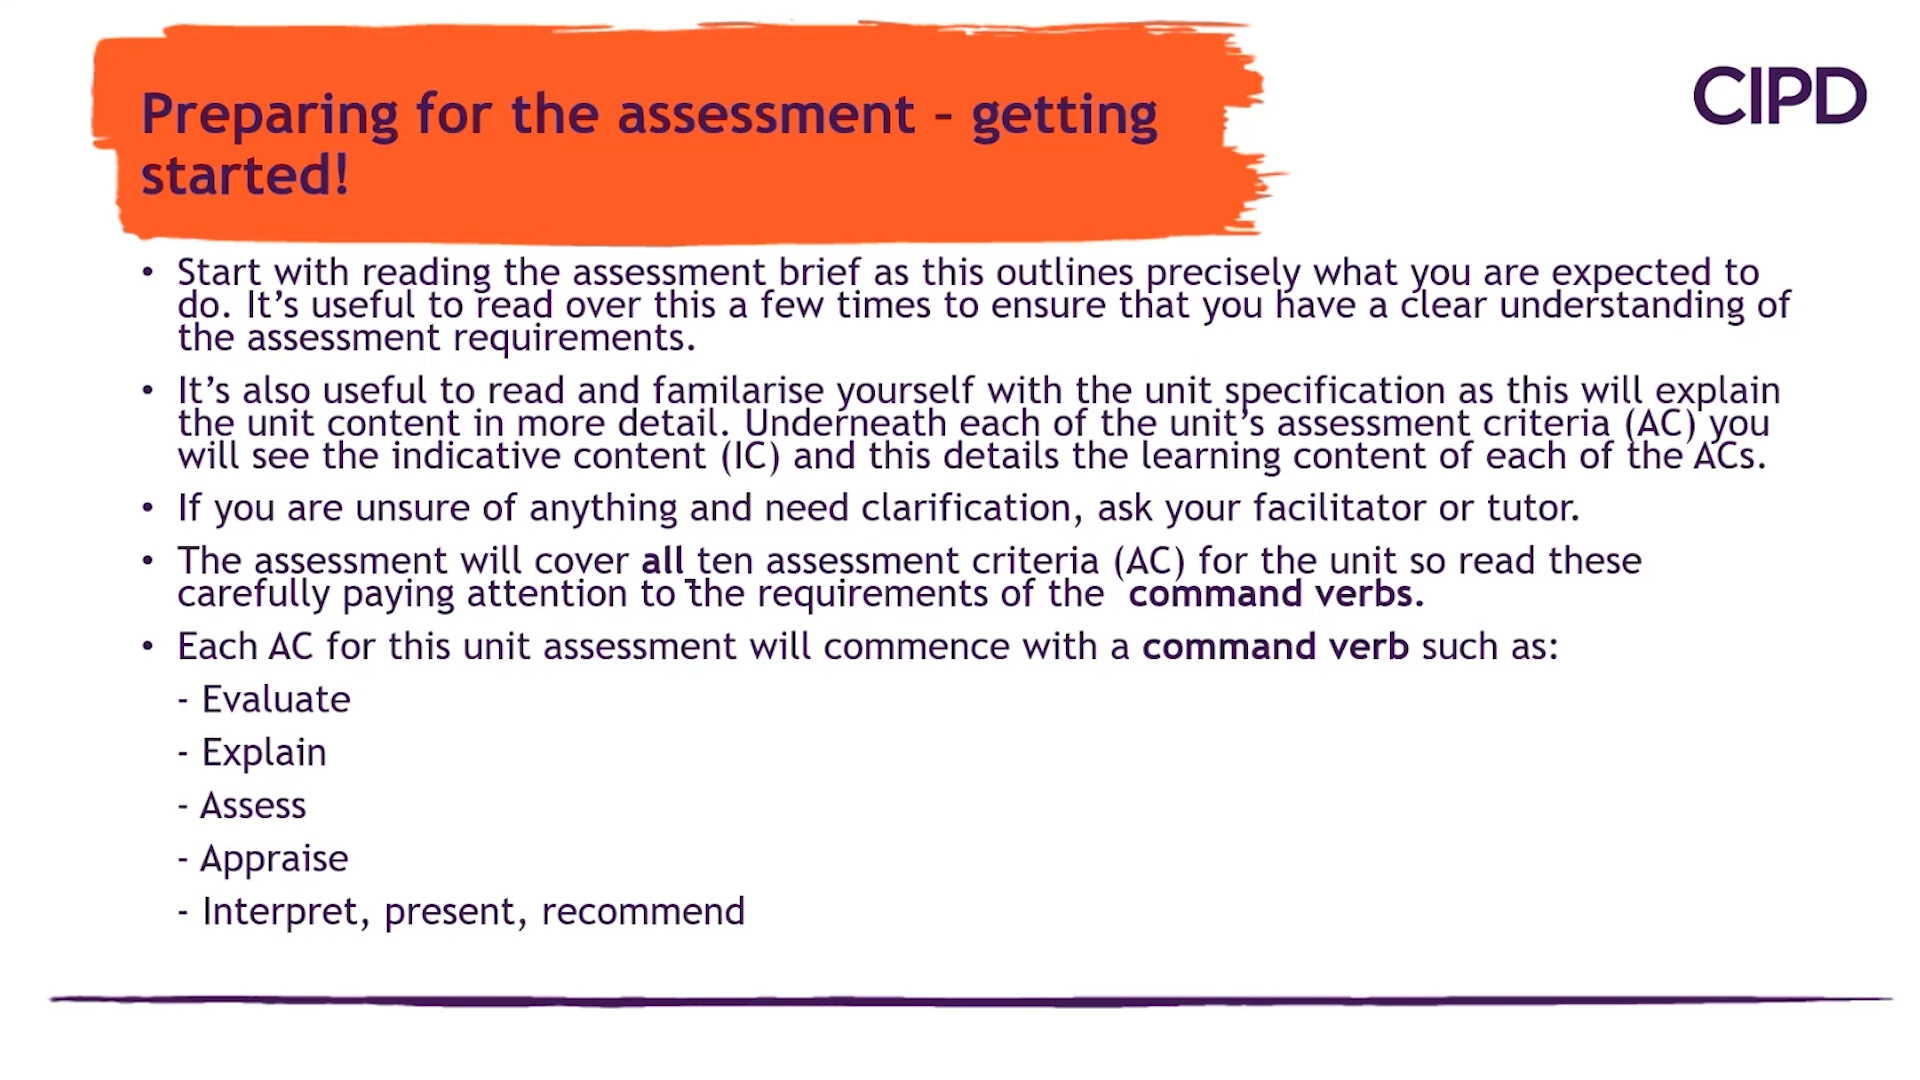 Preparing for the assessment – getting
started!
CIPD
• Start with reading the assessment brief as this outlines precisely what you are expected to
do. It’s useful to read over this a few times to ensure that you have a clear understanding of
the assessment requirements.
• It’s also useful to read and familarise yourself with the unit specification as this will explain
the unit content in more detail. Underneath each of the unit’s assessment criteria (AC) you
will see the indicative content (IC) and this details the learning content of each of the ACs.
• If you are unsure of anything and need clarification, ask your facilitator or tutor.
• The assessment will cover all ten assessment criteria (AC) for the unit so read these
carefully paying attention to the requirements of the command verbs.
• Each AC for this unit assessment will commence with a command verb such as:
- Evaluate
- Explain
- Assess
- Appraise
- Interpret, present, recommend